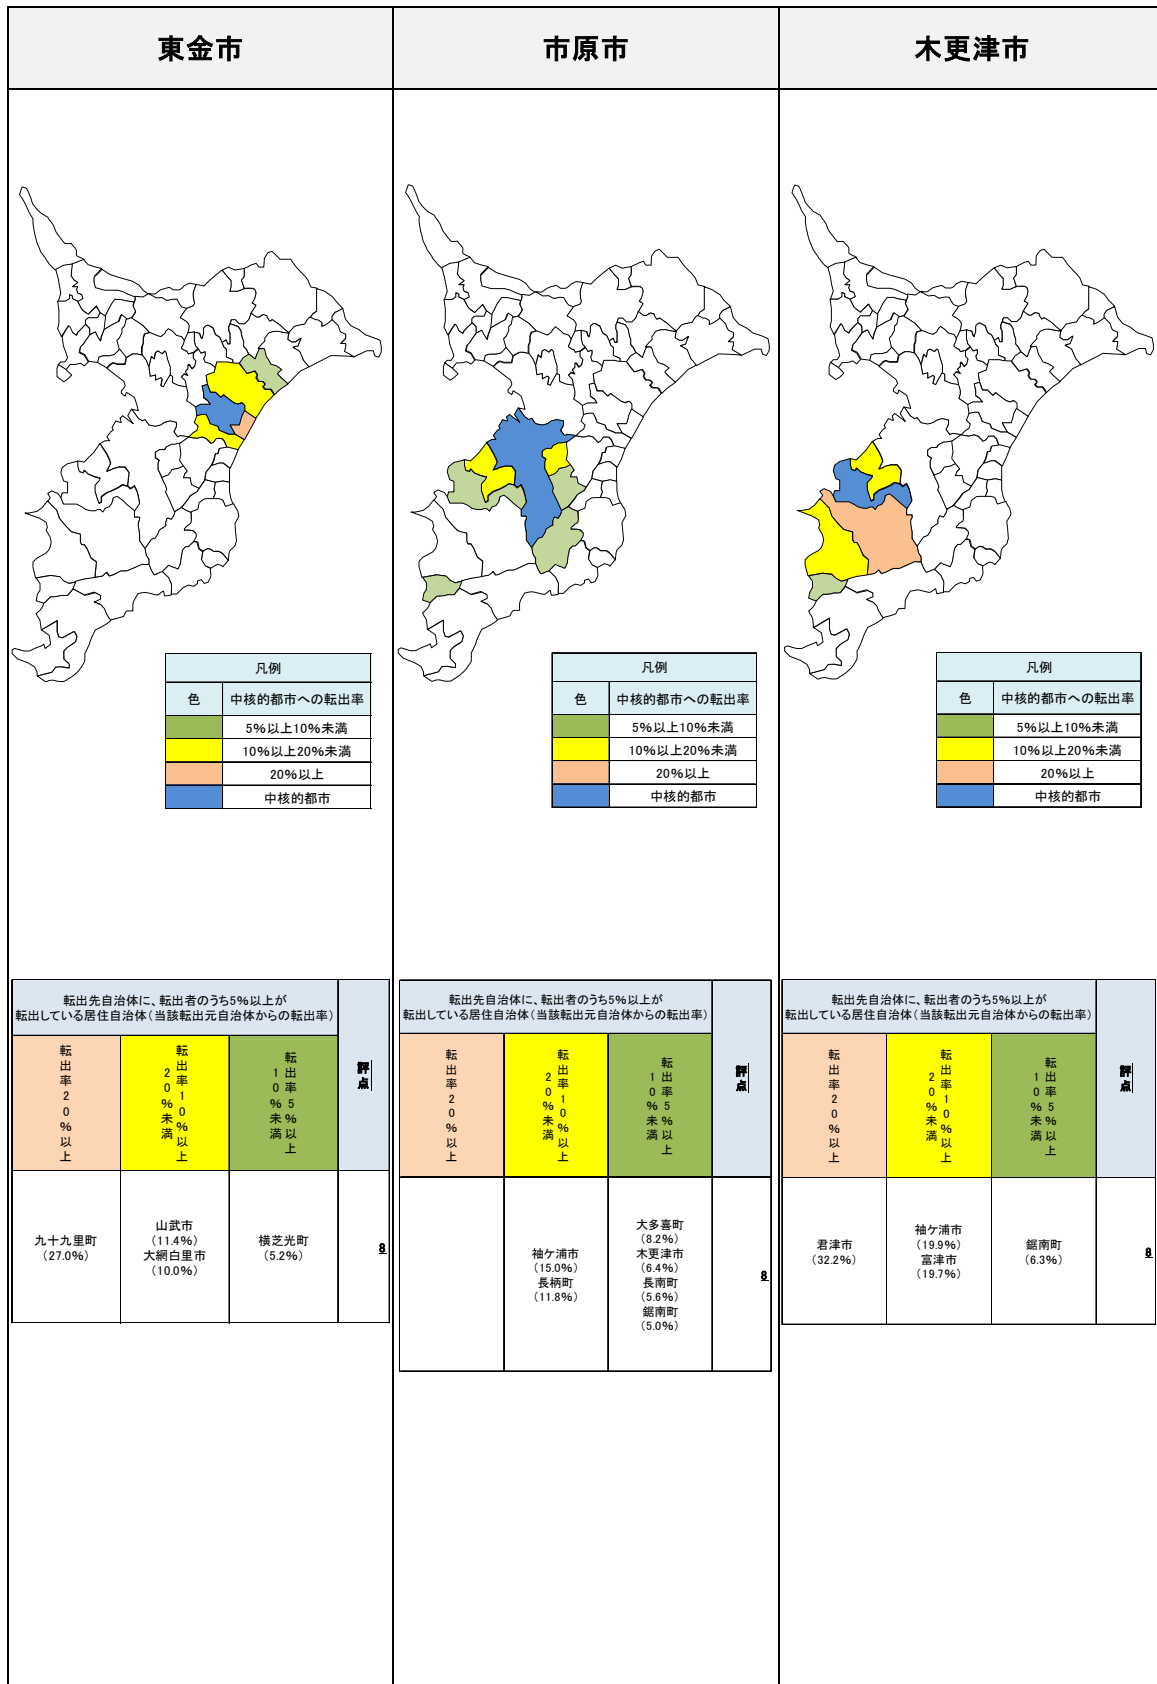 東金市
市原市
木更津市
凡例
色
中核的都市への転出率
5%以上10%未満
10%以上20%未満
20%以上
中核的都市
凡例
色
中核的都市への転出率
5%以上10%未満
10%以上20%未満
20%以上
中核的都市
凡例
色
中核的都市への転出率
5%以上10%未満
10%以上20%未満
20%以上
中核的都市
転出先自治体に、転出者のうち5%以上が
転出している居住自治体(当該転出元自治体からの転出率)
評点
転出率20%以上
転出率10%以上
20%未満
転出率5%以上
10%未満
九十九里町
(27.0%)
山武市
(11.4%)
大網白里市
(10.0%)
横芝光町
(5.2%)
8
転出先自治体に、転出者のうち5%以上が
転出している居住自治体(当該転出元自治体からの転出率)
評点
転出率20%以上
転出率10%以上
20%未満
転出率5%以上
10%未満
袖ケ浦市
(15.0%)
長柄町
(11.8%)
大多喜町
(8.2%)
木更津市
(6.4%)
長南町
(5.6%)
鋸南町
(5.0%)
8
転出先自治体に、転出者のうち5%以上が
転出している居住自治体(当該転出元自治体からの転出率)
評点
転出率20%以上
転出率10%以上
20%未満
転出率5%以上
10%未満
君津市
(32.2%)
袖ケ浦市
(19.9%)
富津市
(19.7%)
鋸南町
(6.3%)
8